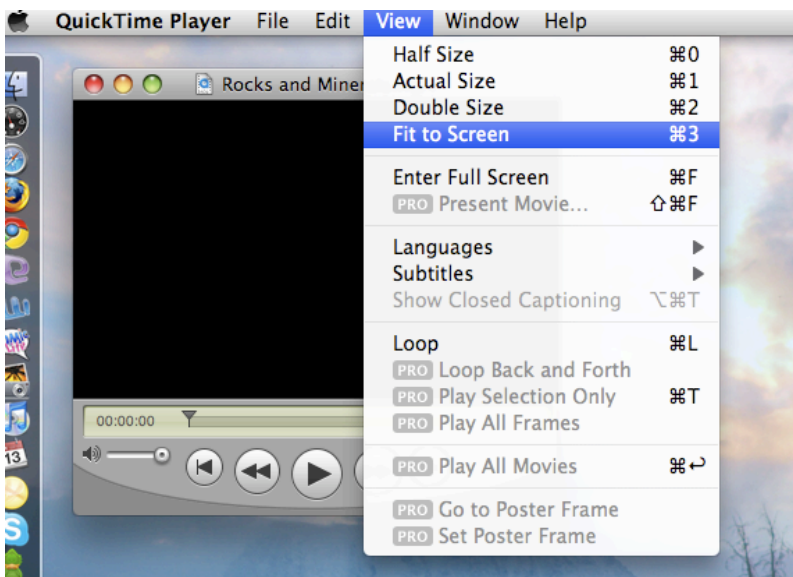 QuickTime Player File Edit View Window Help
Half Size ⌘0
Actual Size ⌘1
Double Size ⌘2
Fit to Screen ⌘3
Enter Full Screen ⌘F
PRO Present Movie... ⇧⌘F
Languages
Subtitles
Show Closed Captioning ⌥⌘T
Loop ⌘L
PRO Loop Back and Forth
PRO Play Selection Only ⌘T
PRO Play All Frames
PRO Play All Movies ⌘↩
PRO Go to Poster Frame
PRO Set Poster Frame
Rocks and Miner
00:00:00
13